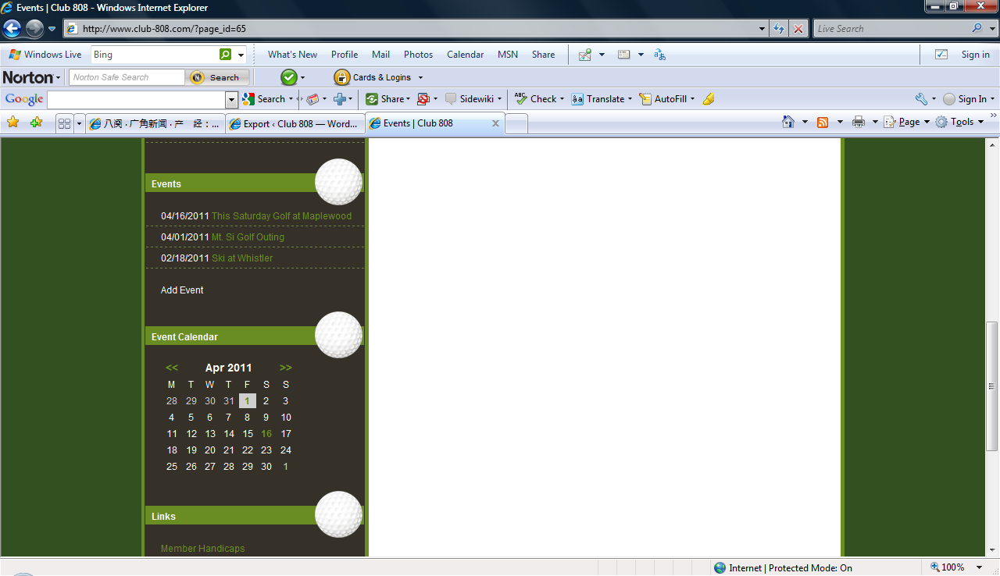 Events | Club 808 - Windows Internet Explorer
http://www.club-808.com/?page_id=65
Live Search
Windows Live Bing What's New Profile Mail Photos Calendar MSN Share Sign in
Norton Norton Safe Search Search Cards & Logins
Google Search Share Sidewiki Check Translate AutoFill Sign In
八闽 · 广角新闻 · 产 经：... Export ‹ Club 808 — Word... Events | Club 808 Page Tools
Events
04/16/2011 This Saturday Golf at Maplewood
04/01/2011 Mt. Si Golf Outing
02/18/2011 Ski at Whistler
Add Event
Event Calendar
<< Apr 2011 >>
M T W T F S S
28 29 30 31 1 2 3
4 5 6 7 8 9 10
11 12 13 14 15 16 17
18 19 20 21 22 23 24
25 26 27 28 29 30 1
Links
Member Handicaps
Internet | Protected Mode: On 100%